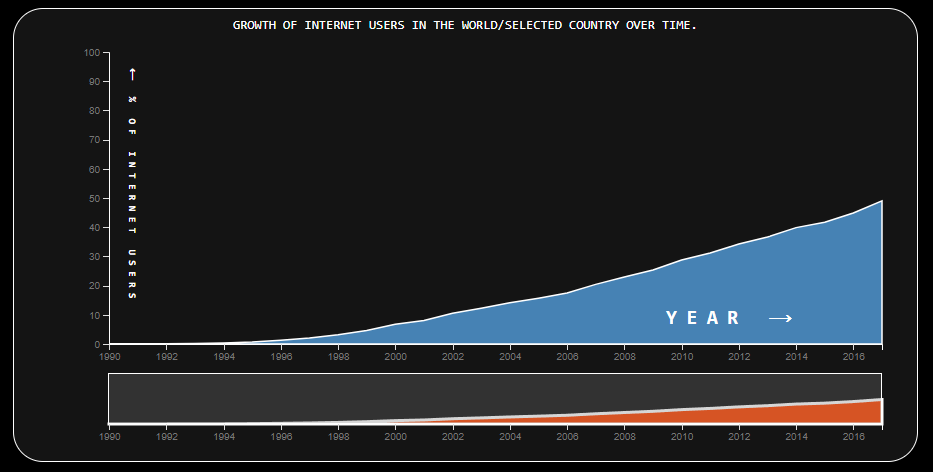 GROWTH OF INTERNET USERS IN THE WORLD/SELECTED COUNTRY OVER TIME.
100
90
80
70
60
50
40
30
20
10
0
↑ % OF INTERNET USERS
YEAR →
1990 1992 1994 1996 1998 2000 2002 2004 2006 2008 2010 2012 2014 2016
1990 1992 1994 1996 1998 2000 2002 2004 2006 2008 2010 2012 2014 2016